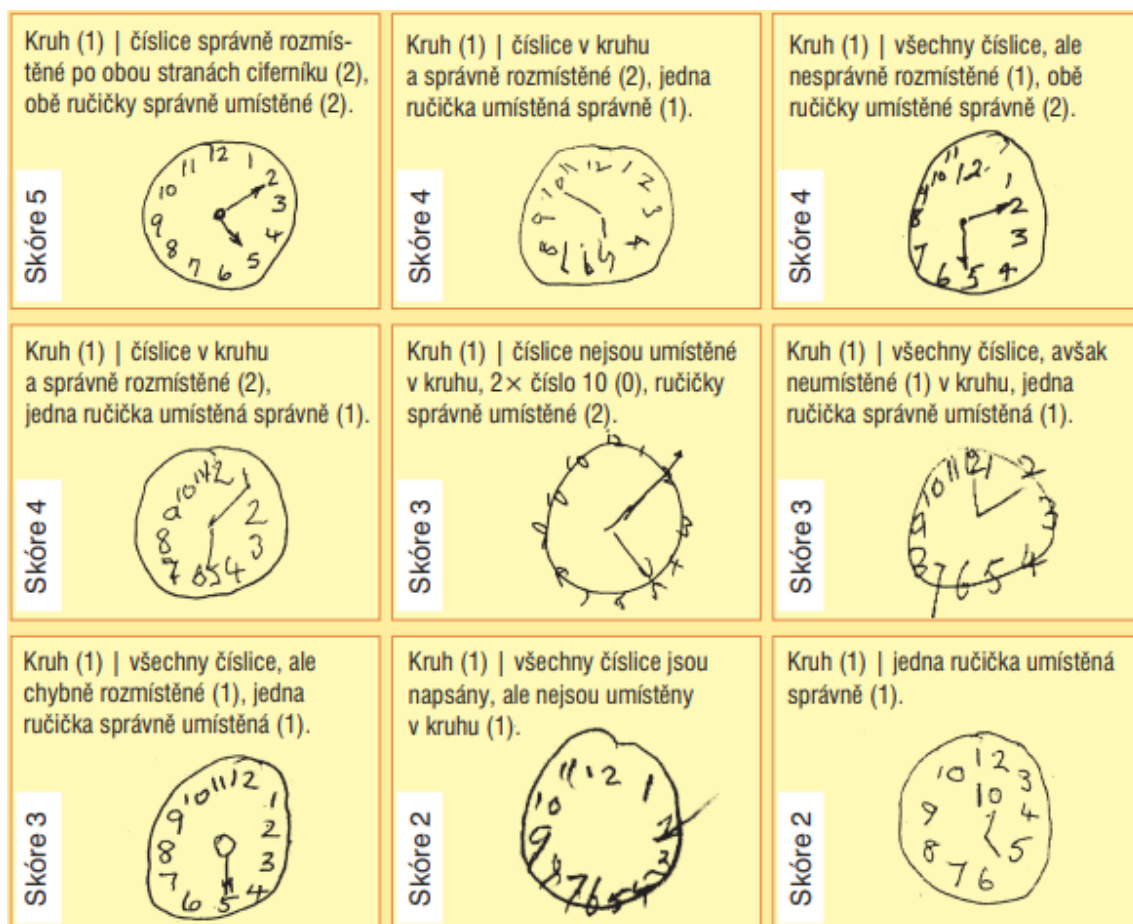 Kruh (1) | číslice správně rozmís-
těné po obou stranách ciferníku (2),
obě ručičky správně umístěné (2).
Skóre 5
Kruh (1) | číslice v kruhu
a správně rozmístěné (2), jedna
ručička umístěná správně (1).
Skóre 4
Kruh (1) | všechny číslice, ale
nesprávně rozmístěné (1), obě
ručičky umístěné správně (2).
Skóre 4
Kruh (1) | číslice v kruhu
a správně rozmístěné (2),
jedna ručička umístěná správně (1).
Skóre 4
Kruh (1) | číslice nejsou umístěné
v kruhu, 2× číslo 10 (0), ručičky
správně umístěné (2).
Skóre 3
Kruh (1) | všechny číslice, avšak
neumístěné (1) v kruhu, jedna
ručička správně umístěná (1).
Skóre 3
Kruh (1) | všechny číslice, ale
chybně rozmístěné (1), jedna
ručička správně umístěná (1).
Skóre 3
Kruh (1) | všechny číslice jsou
napsány, ale nejsou umístěny
v kruhu (1).
Skóre 2
Kruh (1) | jedna ručička umístěná
správně (1).
Skóre 2